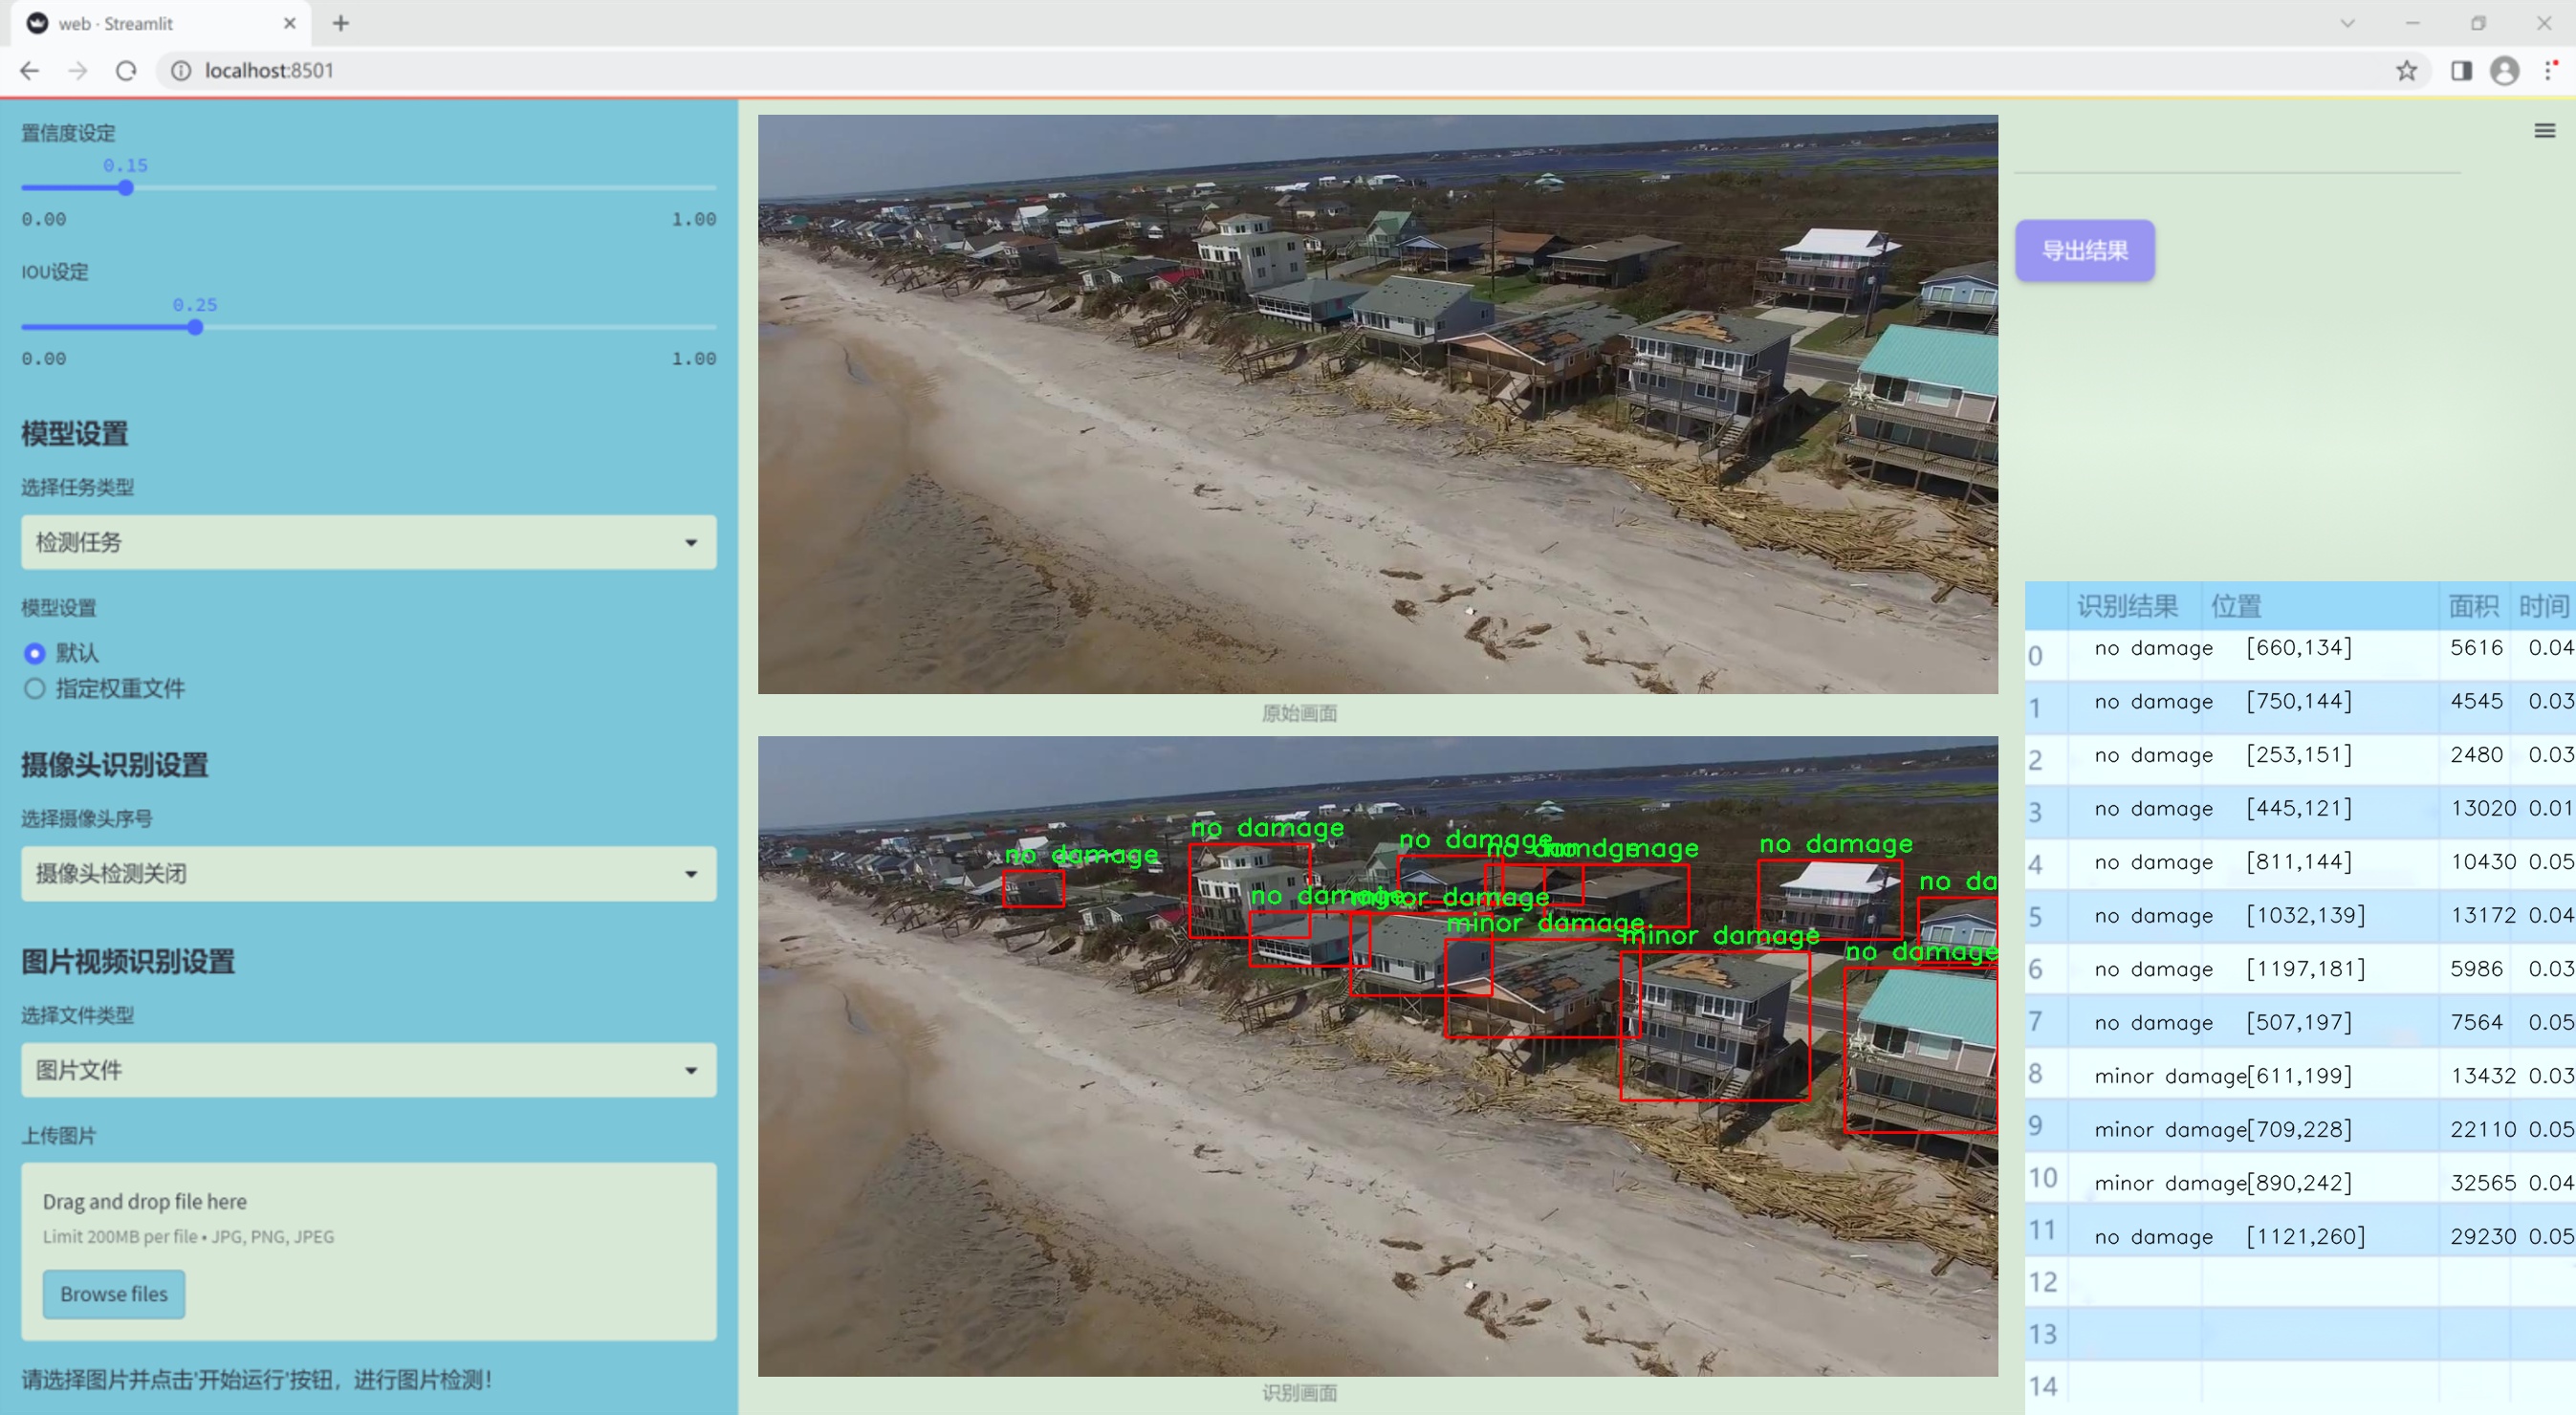 web · Streamlit
localhost:8501
置信度设定
0.15
0.00 1.00
IOU设定
0.25
0.00 1.00
模型设置
选择任务类型
检测任务
模型设置
默认
指定权重文件
摄像头识别设置
选择摄像头序号
摄像头检测关闭
图片视频识别设置
选择文件类型
图片文件
上传图片
Drag and drop file here
Limit 200MB per file • JPG, PNG, JPEG
Browse files
请选择图片并点击'开始运行'按钮，进行图片检测！
原始画面
no damage
no damage
no damage
no damage
no da
no damage
minor damage
minor damage
minor damage
no damage
识别画面
导出结果
识别结果 位置 面积 时间
0 no damage [660,134] 5616 0.04
1 no damage [750,144] 4545 0.03
2 no damage [253,151] 2480 0.03
3 no damage [445,121] 13020 0.01
4 no damage [811,144] 10430 0.05
5 no damage [1032,139] 13172 0.04
6 no damage [1197,181] 5986 0.03
7 no damage [507,197] 7564 0.05
8 minor damage [611,199] 13432 0.03
9 minor damage [709,228] 22110 0.05
10 minor damage [890,242] 32565 0.04
11 no damage [1121,260] 29230 0.05
12
13
14